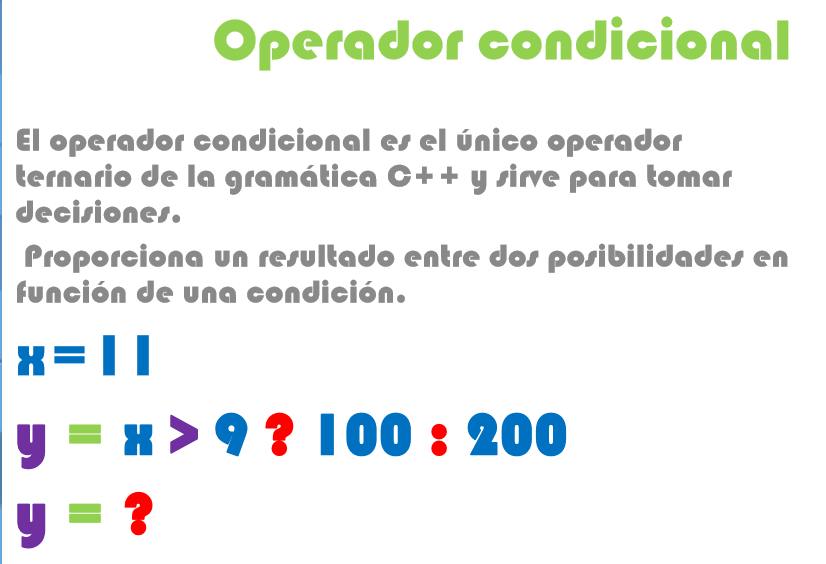 Operador condicional
El operador condicional es el único operador
ternario de la gramática C++ y sirve para tomar
decisiones.
Proporciona un resultado entre dos posibilidades en
función de una condición.
x=11
y = x > 9 ? 100 : 200
y = ?